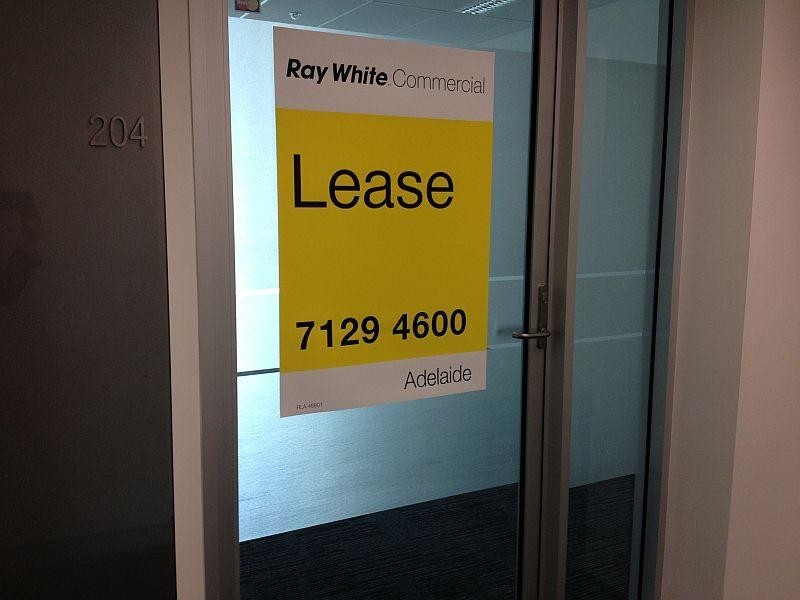 204
Ray White Commercial
Lease
7129 4600
Adelaide